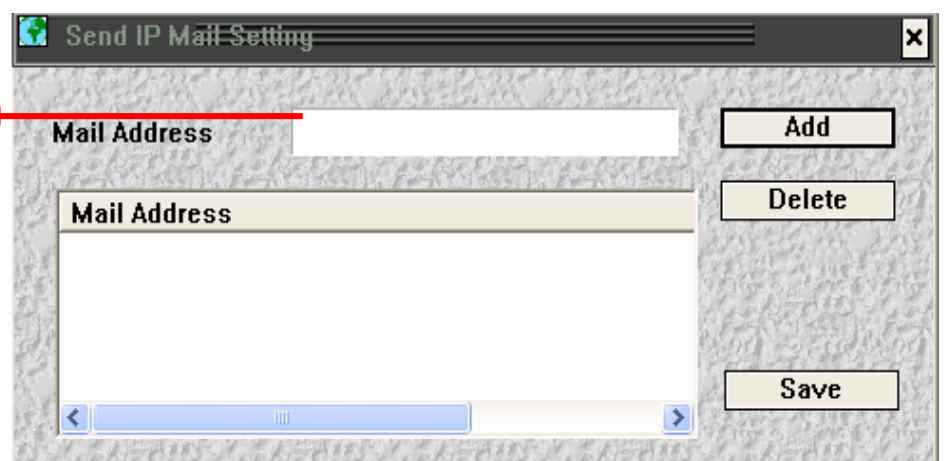 Send IP Mail Setting
Mail Address
Add
Mail Address
Delete
Save